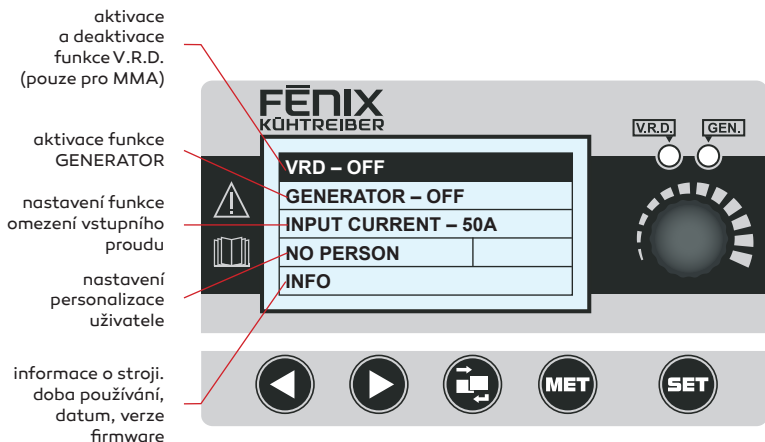 aktivace
a deaktivace
funkce V.R.D.
(pouze pro MMA)
aktivace funkce
GENERATOR
nastavení funkce
omezení vstupního
proudu
nastavení
personalizace
uživatele
informace o stroji.
doba používání,
datum, verze
firmware
FĒNIX
KÜHTREIBER
V.R.D.
GEN.
VRD – OFF
GENERATOR – OFF
INPUT CURRENT – 50A
NO PERSON
INFO
MET
SET